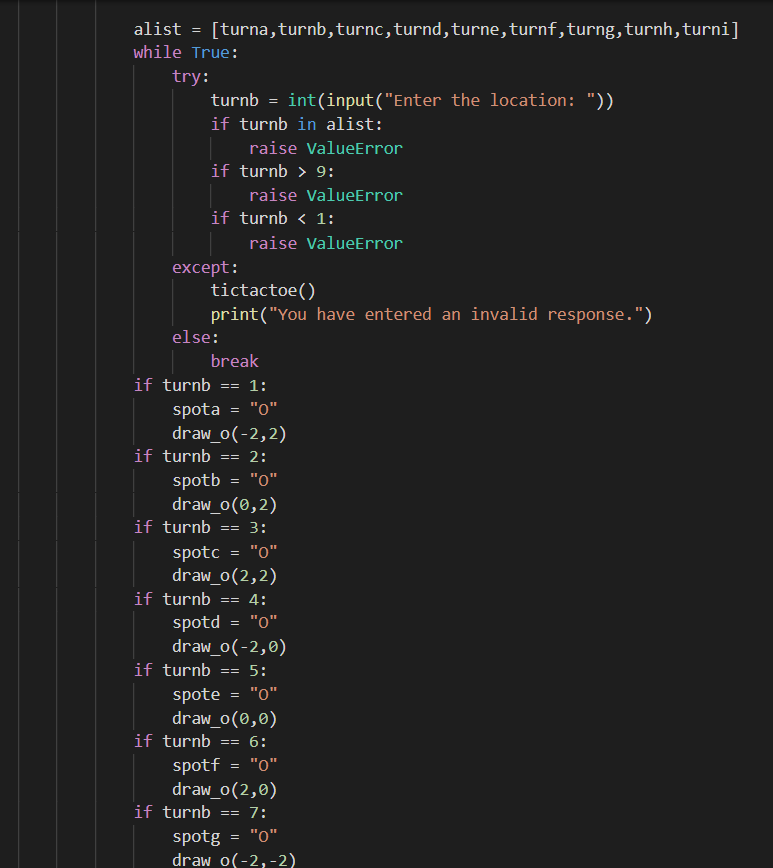 alist = [turna,turnb,turnc,turnd,turne,turnf,turng,turnh,turni]
while True:
try:
turnb = int(input("Enter the location: "))
if turnb in alist:
raise ValueError
if turnb > 9:
raise ValueError
if turnb < 1:
raise ValueError
except:
tictactoe()
print("You have entered an invalid response.")
else:
break
if turnb == 1:
spota = "O"
draw_o(-2,2)
if turnb == 2:
spotb = "O"
draw_o(0,2)
if turnb == 3:
spotc = "O"
draw_o(2,2)
if turnb == 4:
spotd = "O"
draw_o(-2,0)
if turnb == 5:
spote = "O"
draw_o(0,0)
if turnb == 6:
spotf = "O"
draw_o(2,0)
if turnb == 7:
spotg = "O"
draw_o(-2,-2)